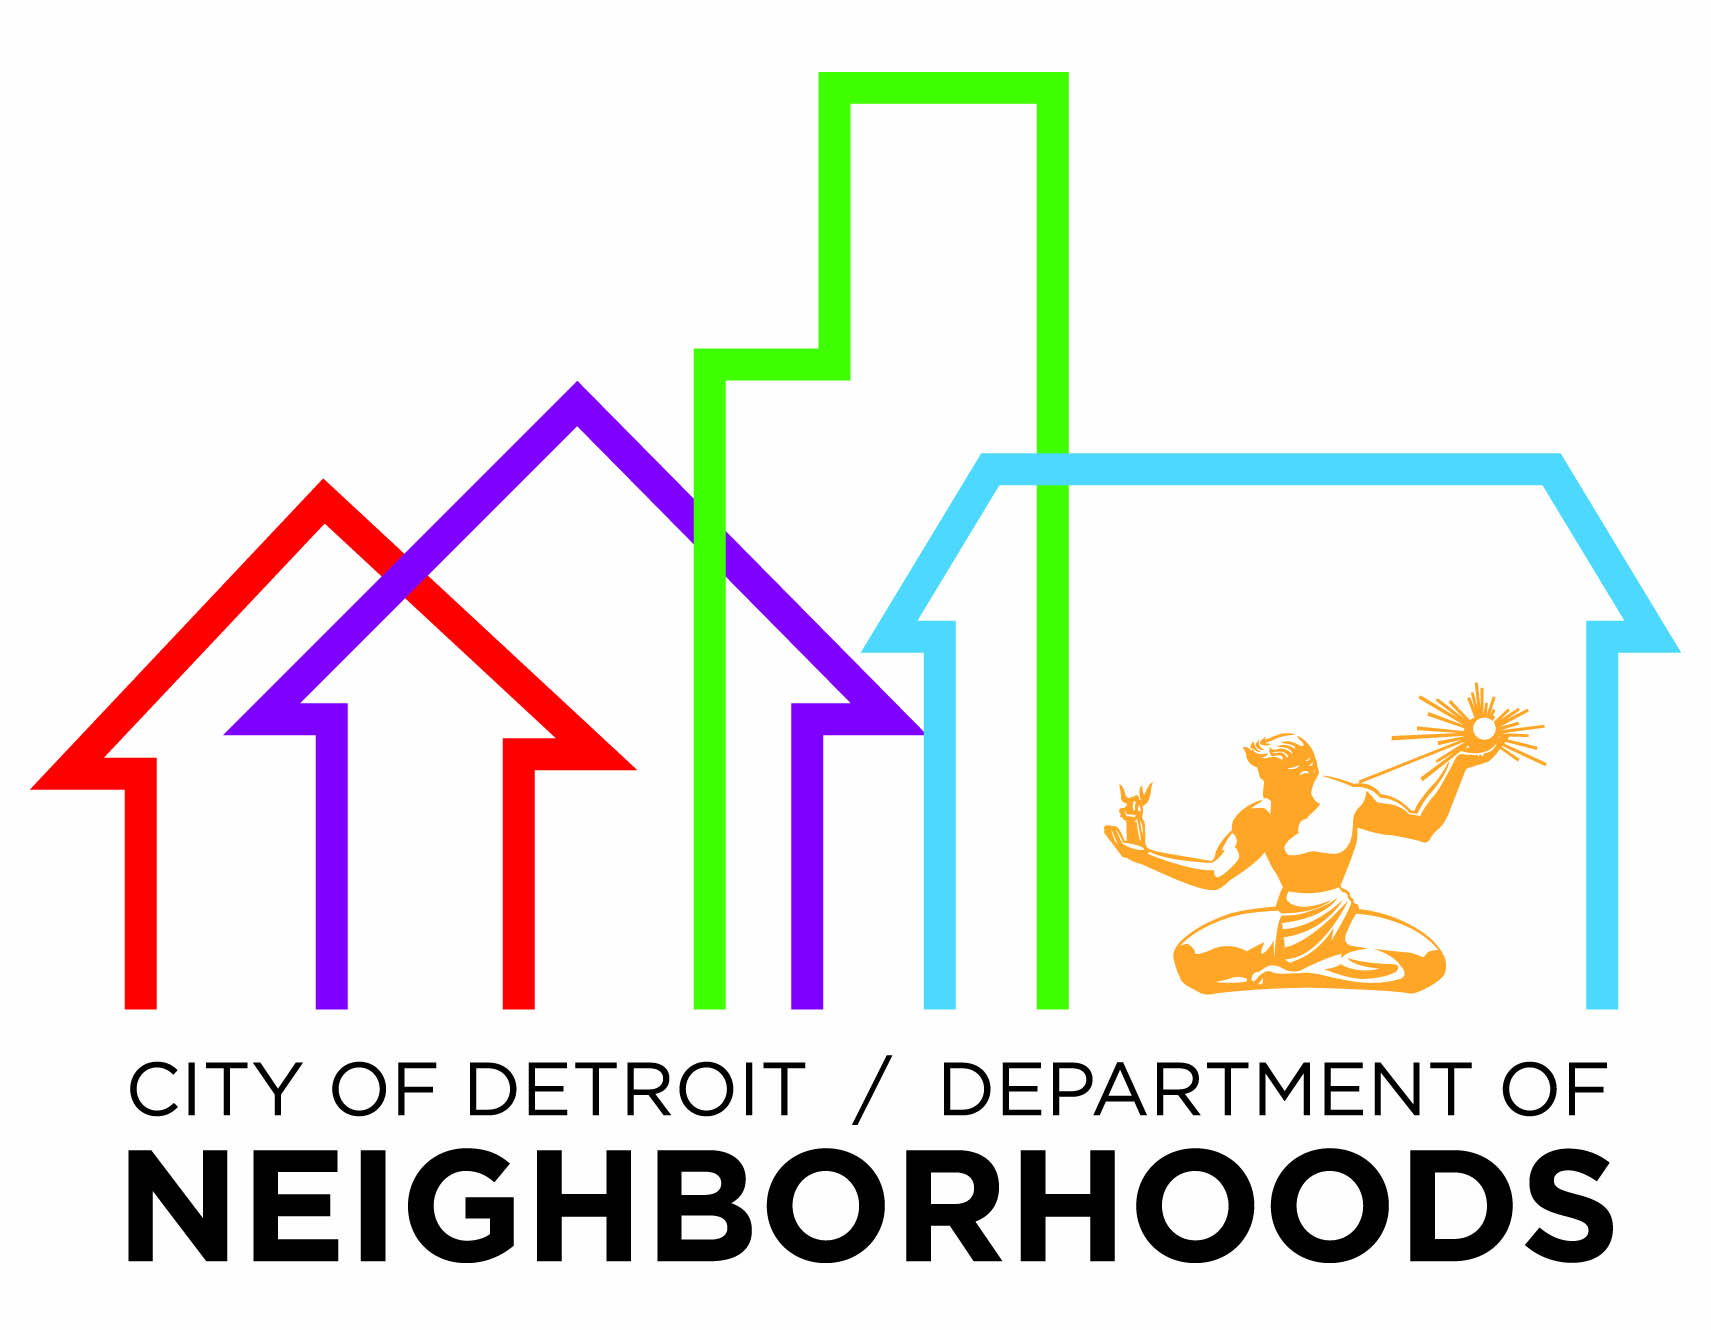 CITY OF DETROIT / DEPARTMENT OF
NEIGHBORHOODS